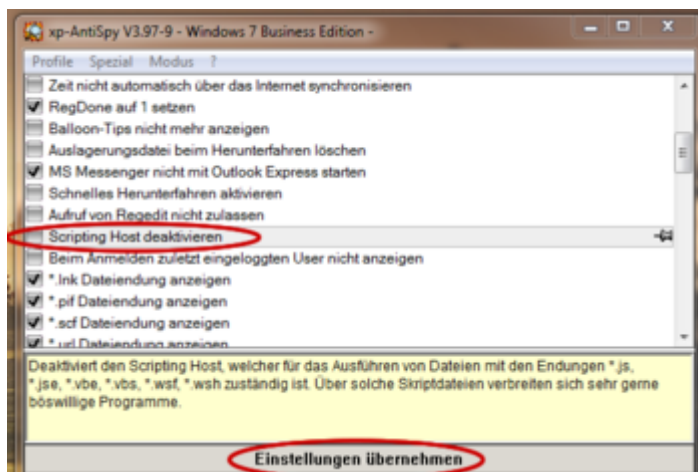 xp-AntiSpy V3.97-9 - Windows 7 Business Edition -
Profile Spezial Modus ?
Zeit nicht automatisch über das Internet synchronisieren
RegDone auf 1 setzen
Balloon-Tips nicht mehr anzeigen
Auslagerungsdatei beim Herunterfahren löschen
MS Messenger nicht mit Outlook Express starten
Schnelles Herunterfahren aktivieren
Aufruf von Regedit nicht zulassen
Scripting Host deaktivieren
Beim Anmelden zuletzt eingeloggten User nicht anzeigen
*.lnk Dateiendung anzeigen
*.pif Dateiendung anzeigen
*.scf Dateiendung anzeigen
*.url Dateiendung anzeigen
Deaktiviert den Scripting Host, welcher für das Ausführen von Dateien mit den Endungen *.js,
*.jse, *.vbe, *.vbs, *.wsf, *.wsh zuständig ist. Über solche Skriptdateien verbreiten sich sehr gerne
böswillige Programme.
Einstellungen übernehmen